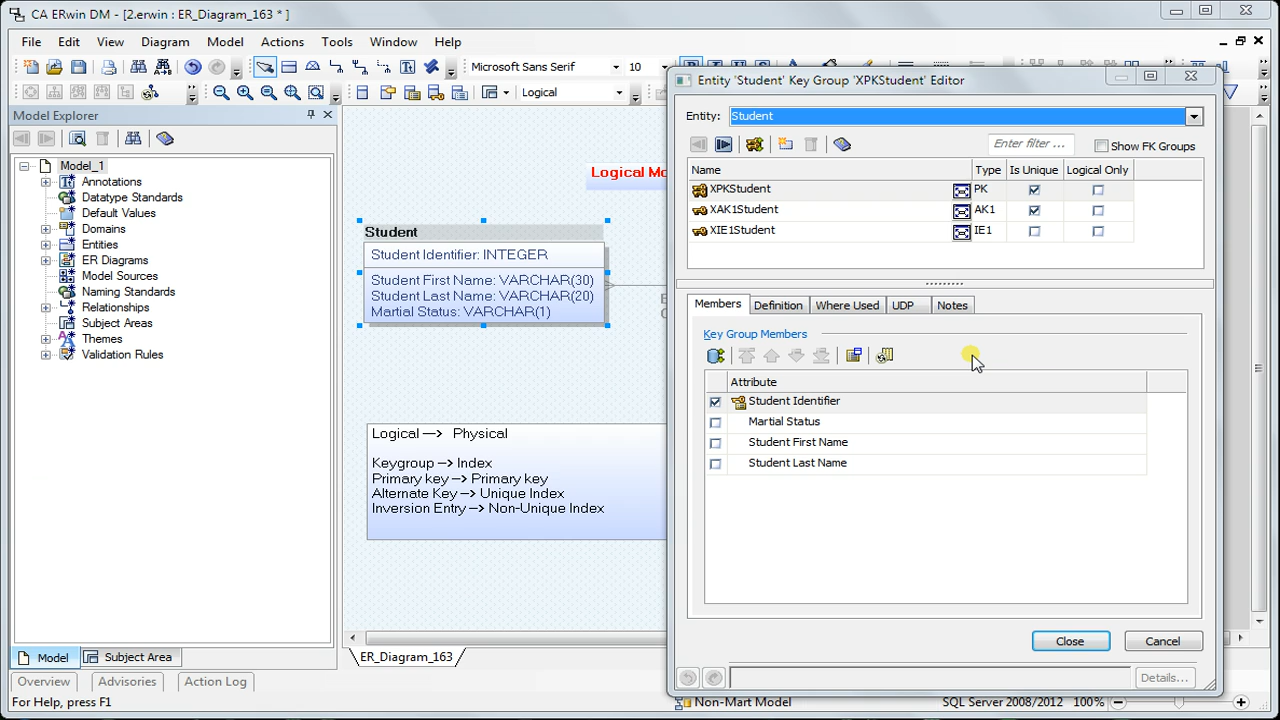 CA ERwin DM - [2.erwin : ER_Diagram_163 * ]
File Edit View Diagram Model Actions Tools Window Help
Microsoft Sans Serif 10
Logical
Model Explorer
Model_1
Annotations
Datatype Standards
Default Values
Domains
Entities
ER Diagrams
Model Sources
Naming Standards
Relationships
Subject Areas
Themes
Validation Rules
Model Subject Area
Overview Advisories Action Log
For Help, press F1
Logical Mo
Student
Student Identifier: INTEGER
Student First Name: VARCHAR(30)
Student Last Name: VARCHAR(20)
Martial Status: VARCHAR(1)
Logical --> Physical
Keygroup --> Index
Primary key --> Primary key
Alternate Key --> Unique Index
Inversion Entry --> Non-Unique Index
ER_Diagram_163
Entity 'Student' Key Group 'XPKStudent' Editor
Entity: Student
Enter filter ... Show FK Groups
Name Type Is Unique Logical Only
XPKStudent PK
XAK1Student AK1
XIE1Student IE1
Members Definition Where Used UDP Notes
Key Group Members
Attribute
Student Identifier
Martial Status
Student First Name
Student Last Name
Close Cancel
Details...
Non-Mart Model SQL Server 2008/2012 100%